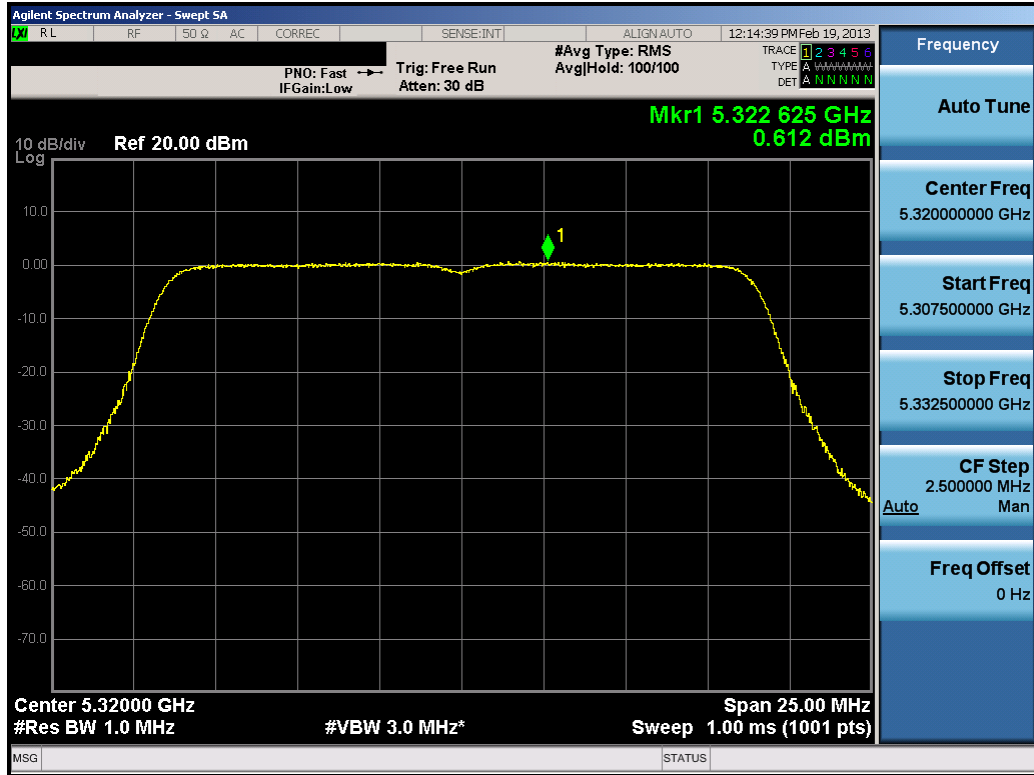 Agilent Spectrum Analyzer - Swept SA
LXI RL RF 50 Ω AC CORREC SENSE:INT ALIGN AUTO 12:14:39 PM Feb 19, 2013
PNO: Fast
IFGain:Low
Trig: Free Run
Atten: 30 dB
#Avg Type: RMS
Avg|Hold: 100/100
TRACE 1 2 3 4 5 6
TYPE A WWWWW
DET A N N N N N
Mkr1 5.322 625 GHz
0.612 dBm
10 dB/div Ref 20.00 dBm
Log
1
10.0
0.00
-10.0
-20.0
-30.0
-40.0
-50.0
-60.0
-70.0
Center 5.32000 GHz Span 25.00 MHz
#Res BW 1.0 MHz #VBW 3.0 MHz* Sweep 1.00 ms (1001 pts)
MSG STATUS
Frequency
Auto Tune
Center Freq
5.320000000 GHz
Start Freq
5.307500000 GHz
Stop Freq
5.332500000 GHz
CF Step
2.500000 MHz
Auto Man
Freq Offset
0 Hz